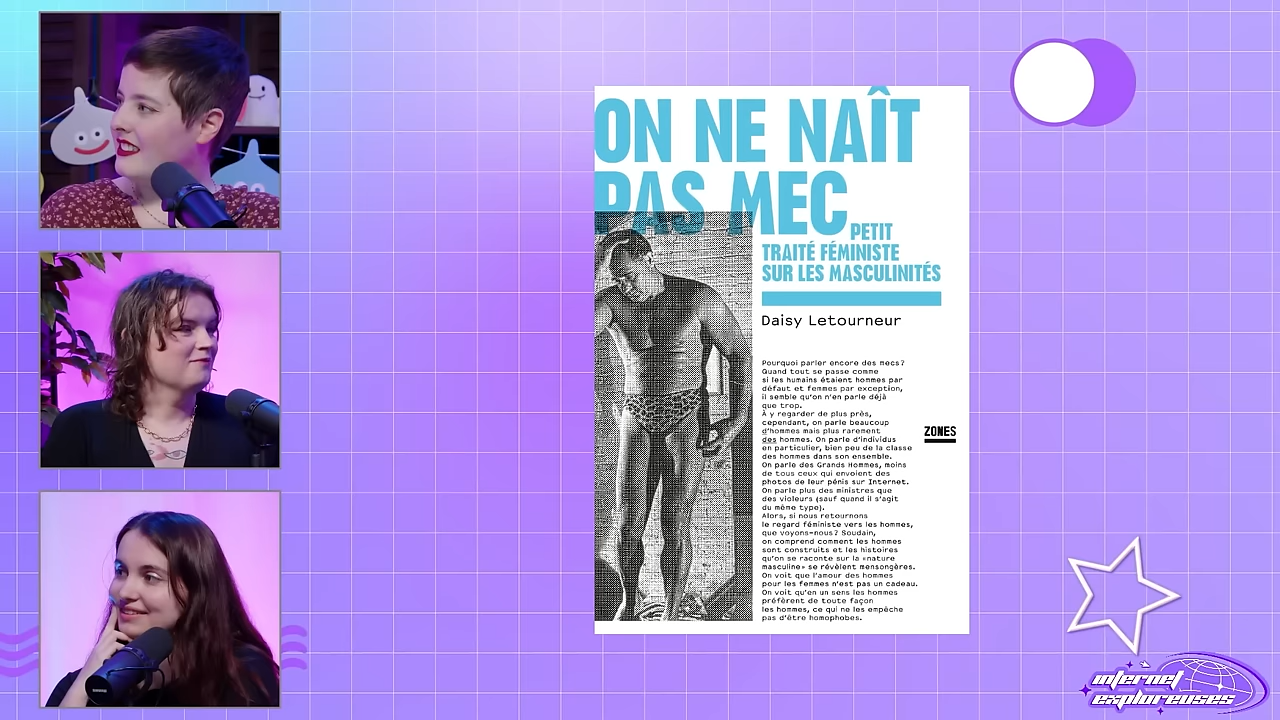 ON NE NAÎT
PAS MEC
PETIT
TRAITÉ FÉMINISTE
SUR LES MASCULINITÉS
Daisy Letourneur
Pourquoi parler encore des mecs?
Quand tout se passe comme
si les humains étaient hommes par
défaut et femmes par exception,
il semble qu'on n'en parle déjà
que trop.
À y regarder de plus près,
cependant, on parle beaucoup
d'hommes mais plus rarement
des hommes. On parle d'individus
en particulier, bien peu de la classe
des hommes dans son ensemble.
On parle des Grands Hommes, moins
de tous ceux qui envoient des
photos de leur pénis sur Internet.
On parle plus des ministres que
des violeurs (sauf quand il s'agit
du même type).
Alors, si nous retournons
le regard féministe vers les hommes,
que voyons-nous? Soudain,
on comprend comment les hommes
sont construits et les histoires
qu'on se raconte sur la «nature
masculine» se révèlent mensongères.
On voit que l'amour des hommes
pour les femmes n'est pas un cadeau.
On voit qu'en un sens les hommes
préfèrent de toute façon
les hommes, ce qui ne les empêche
pas d'être homophobes.
ZONES
internet
exploreuses